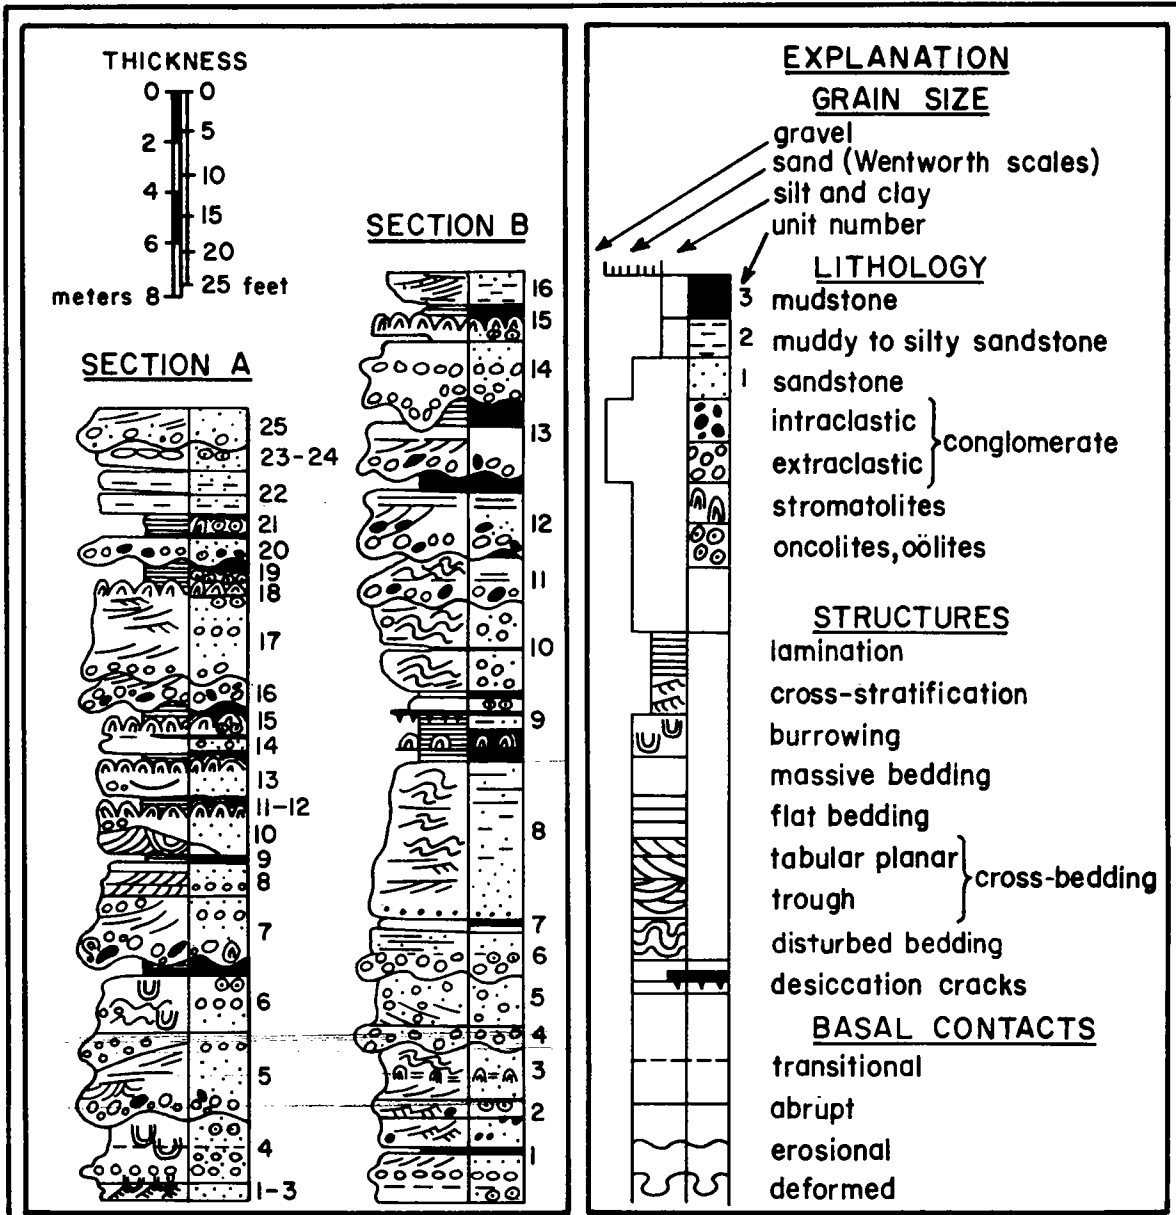 THICKNESS
0 0
2 5
4 10
6 15
20
meters 8 25 feet
SECTION A
25
23-24
22
21
20
19
18
17
16
15
14
13
11-12
10
9
8
7
6
5
4
1-3
SECTION B
16
15
14
13
12
11
10
9
8
7
6
5
4
3
2
1
EXPLANATION
GRAIN SIZE
gravel
sand (Wentworth scales)
silt and clay
unit number
LITHOLOGY
3 mudstone
2 muddy to silty sandstone
1 sandstone
intraclastic
conglomerate
extraclastic
stromatolites
oncolites, oölites
STRUCTURES
lamination
cross-stratification
burrowing
massive bedding
flat bedding
tabular planar
cross-bedding
trough
disturbed bedding
desiccation cracks
BASAL CONTACTS
transitional
abrupt
erosional
deformed